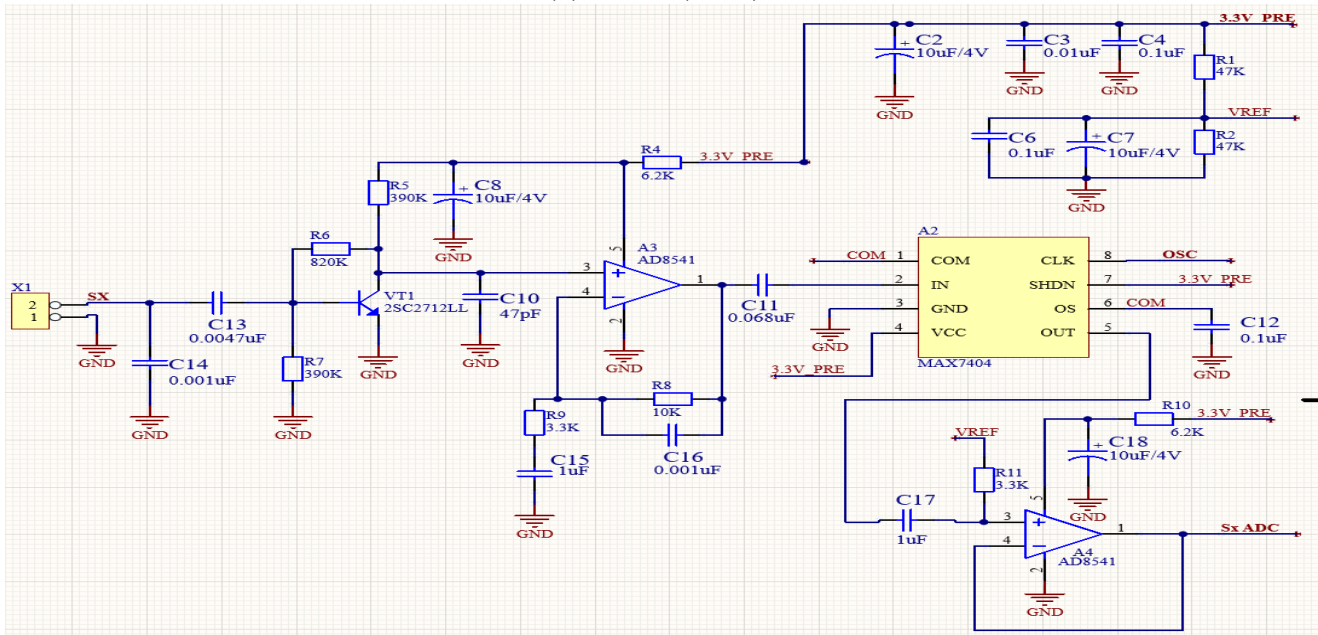 3.3V_PRE
C2
10uF/4V
C3
0.01uF
C4
0.1uF
R1
47K
GND
GND
GND
VREF
C6
0.1uF
C7
10uF/4V
R2
47K
GND
R4
6.2K
3.3V_PRE
R5
390K
C8
10uF/4V
GND
R6
820K
A3
AD8541
5
3
4
1
2
GND
VT1
2SC2712LL
GND
C10
47pF
GND
C11
0.068uF
X1
2
1
SX
GND
C13
0.0047uF
C14
0.001uF
GND
R7
390K
GND
A2
COM 1 COM CLK 8 OSC
2 IN SHDN 7 3.3V_PRE
3 GND OS 6 COM
4 VCC OUT 5
MAX7404
GND
3.3V_PRE
C12
0.1uF
GND
R8
10K
C16
0.001uF
R9
3.3K
C15
1uF
GND
R10
6.2K
3.3V_PRE
C18
10uF/4V
GND
VREF
R11
3.3K
C17
1uF
5
3
4
1
2
A4
AD8541
GND
Sx ADC